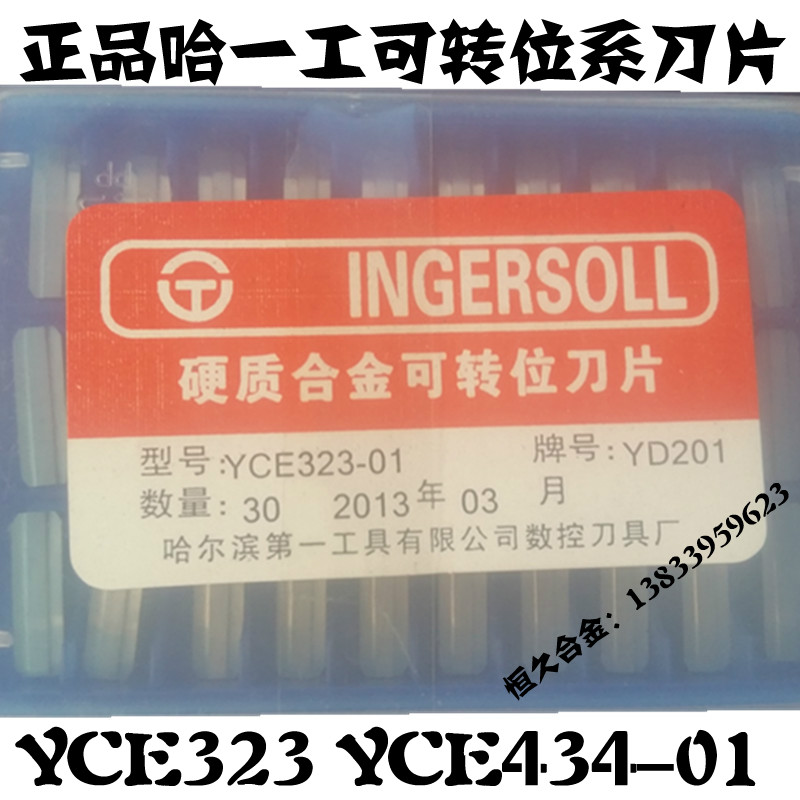 正品哈一工可转位系刀片
INGERSOLL
硬质合金可转位刀片
型号:YCE323-01 牌号:YD201
数量:30 2013年 03 月
哈尔滨第一工具有限公司数控刀具厂
恒久合金：13833959623
YCE323 YCE434-01